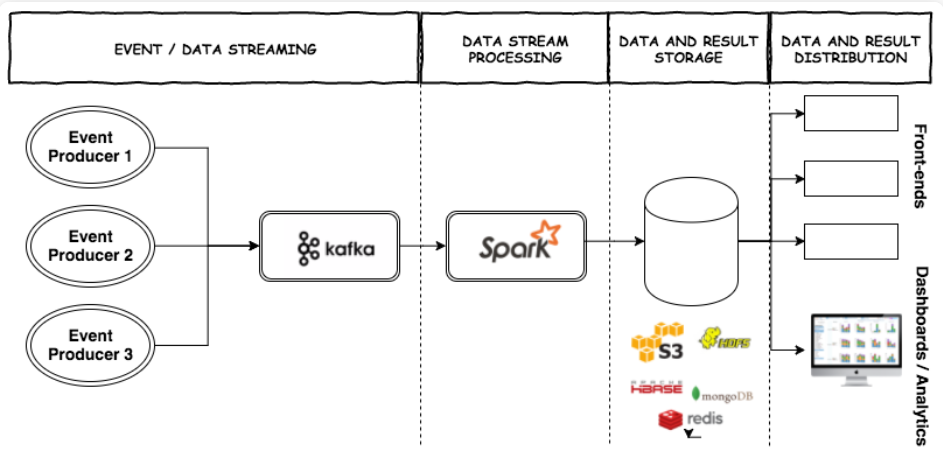 EVENT / DATA STREAMING
DATA STREAM
PROCESSING
DATA AND RESULT
STORAGE
DATA AND RESULT
DISTRIBUTION
Event
Producer 1
Event
Producer 2
Event
Producer 3
kafka
Spark
S3
HDFS
APACHE
HBASE
mongoDB
redis
Front-ends
Dashboards / Analytics